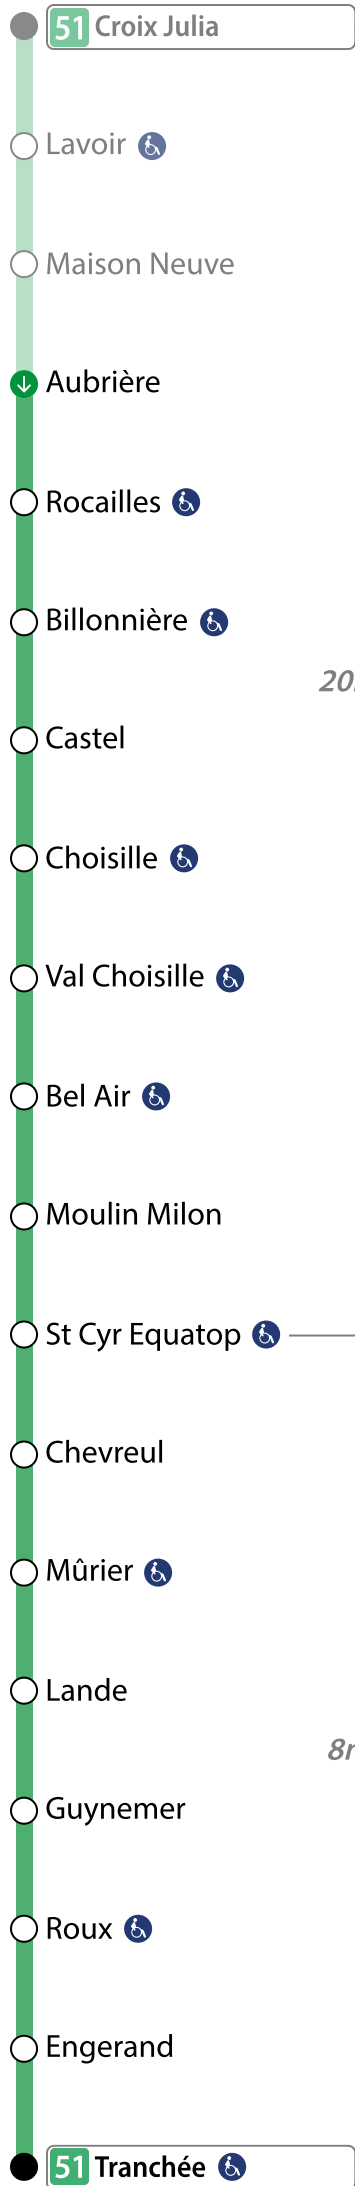 51 Croix Julia
Lavoir
Maison Neuve
Aubrière
Rocailles
Billonnière
Castel
Choisille
Val Choisille
Bel Air
Moulin Milon
St Cyr Equatop
Chevreul
Mûrier
Lande
Guynemer
Roux
Engerand
51 Tranchée